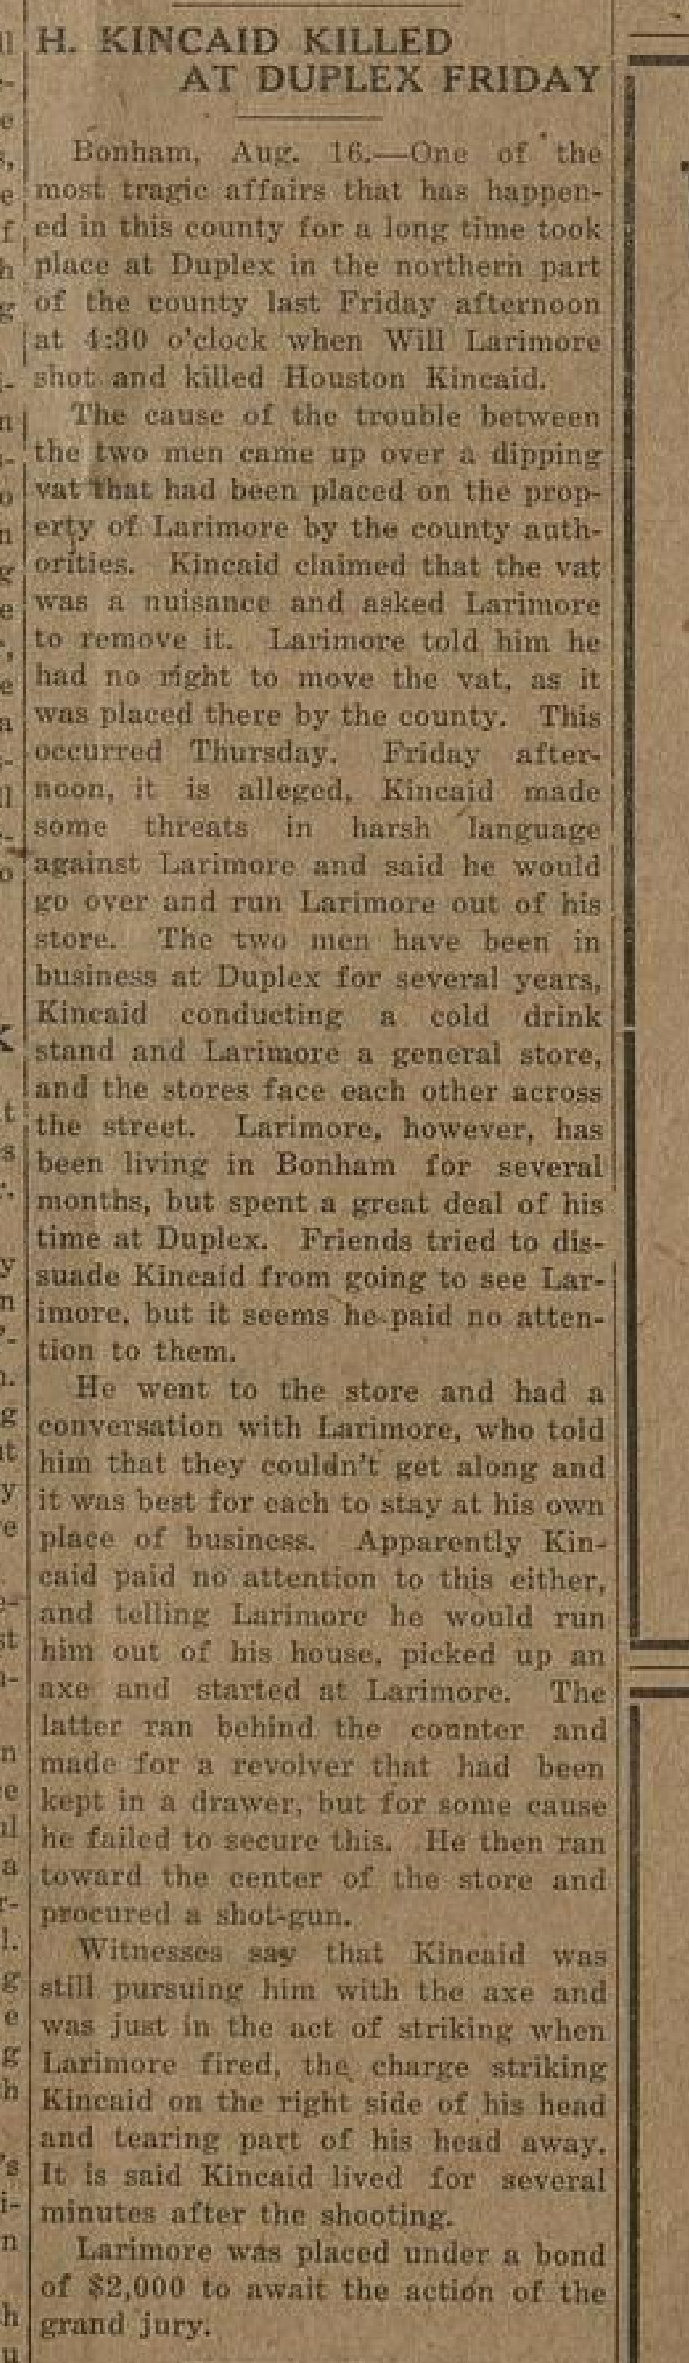 H. KINCAID KILLED
AT DUPLEX FRIDAY
Bonham, Aug. 16.—One of the
most tragic affairs that has happen-
ed in this county for a long time took
place at Duplex in the northern part
of the county last Friday afternoon
at 4:30 o'clock when Will Larimore
shot and killed Houston Kincaid.
The cause of the trouble between
the two men came up over a dipping
vat that had been placed on the prop-
erty of Larimore by the county auth-
orities. Kincaid claimed that the vat
was a nuisance and asked Larimore
to remove it. Larimore told him he
had no right to move the vat, as it
was placed there by the county. This
occurred Thursday. Friday after-
noon, it is alleged, Kincaid made
some threats in harsh language
against Larimore and said he would
go over and run Larimore out of his
store. The two men have been in
business at Duplex for several years,
Kincaid conducting a cold drink
stand and Larimore a general store,
and the stores face each other across
the street. Larimore, however, has
been living in Bonham for several
months, but spent a great deal of his
time at Duplex. Friends tried to dis-
suade Kincaid from going to see Lar-
imore, but it seems he paid no atten-
tion to them.
He went to the store and had a
conversation with Larimore, who told
him that they couldn't get along and
it was best for each to stay at his own
place of business. Apparently Kin-
caid paid no attention to this either,
and telling Larimore he would run
him out of his house, picked up an
axe and started at Larimore. The
latter ran behind the counter and
made for a revolver that had been
kept in a drawer, but for some cause
he failed to secure this. He then ran
toward the center of the store and
procured a shot-gun.
Witnesses say that Kincaid was
still pursuing him with the axe and
was just in the act of striking when
Larimore fired, the charge striking
Kincaid on the right side of his head
and tearing part of his head away.
It is said Kincaid lived for several
minutes after the shooting.
Larimore was placed under a bond
of $2,000 to await the action of the
grand jury.